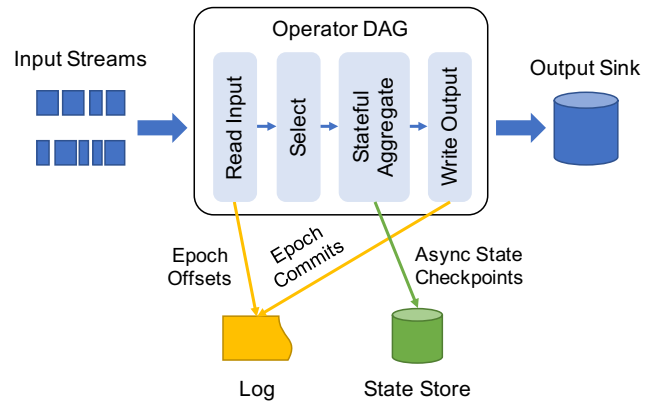 Operator DAG
Input Streams
Output Sink
Read Input
Select
Stateful
Aggregate
Write Output
Epoch
Offsets
Epoch
Commits
Async State
Checkpoints
Log
State Store